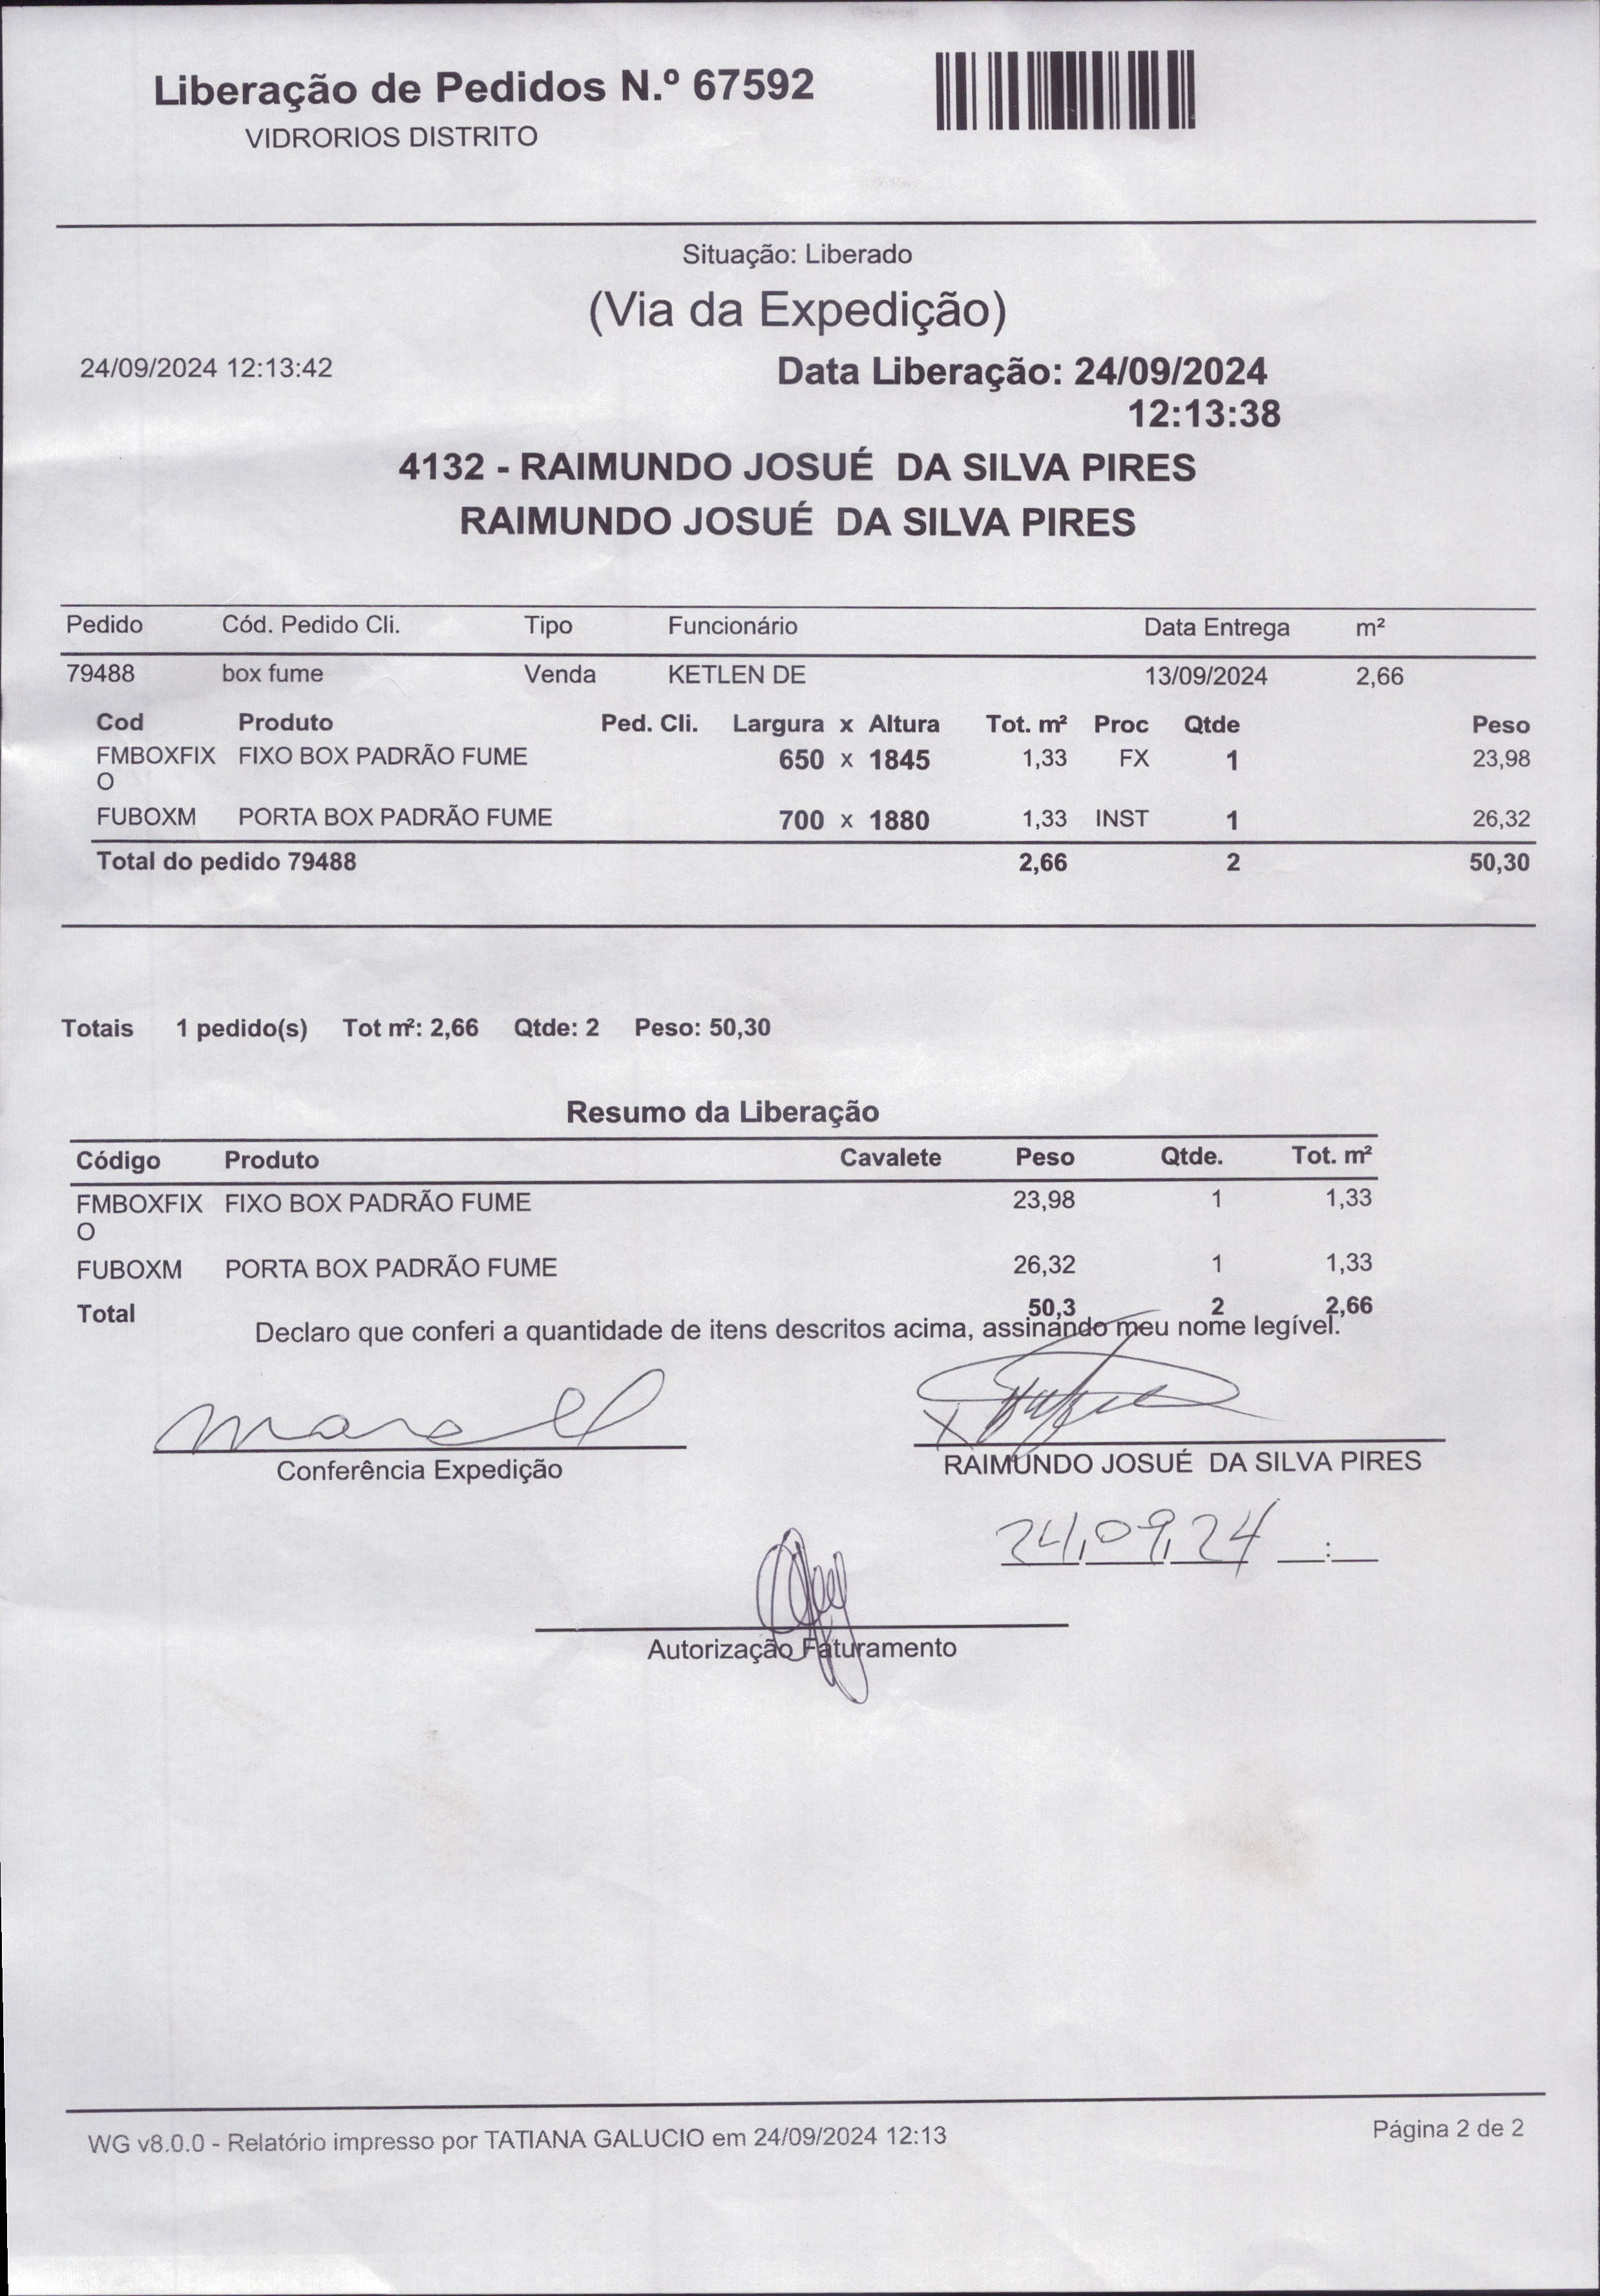 Liberação de Pedidos N.º 67592
VIDRORIOS DISTRITO
Situação: Liberado
(Via da Expedição)
24/09/2024 12:13:42
Data Liberação: 24/09/2024
12:13:38
4132 - RAIMUNDO JOSUÉ DA SILVA PIRES
RAIMUNDO JOSUÉ DA SILVA PIRES
Pedido Cód. Pedido Cli. Tipo Funcionário Data Entrega m²
79488 box fume Venda KETLEN DE 13/09/2024 2,66
Cod Produto Ped. Cli. Largura x Altura Tot. m² Proc Qtde Peso
FMBOXFIX FIXO BOX PADRÃO FUME 650 x 1845 1,33 FX 1 23,98
O
FUBOXM PORTA BOX PADRÃO FUME 700 x 1880 1,33 INST 1 26,32
Total do pedido 79488 2,66 2 50,30
Totais 1 pedido(s) Tot m²: 2,66 Qtde: 2 Peso: 50,30
Resumo da Liberação
Código Produto Cavalete Peso Qtde. Tot. m²
FMBOXFIX FIXO BOX PADRÃO FUME 23,98 1 1,33
O
FUBOXM PORTA BOX PADRÃO FUME 26,32 1 1,33
Total 50,3 2 2,66
Declaro que conferi a quantidade de itens descritos acima, assinando meu nome legível.
Conferência Expedição
RAIMUNDO JOSUÉ DA SILVA PIRES
24,09,24 __:__
Autorização Faturamento
WG v8.0.0 - Relatório impresso por TATIANA GALUCIO em 24/09/2024 12:13
Página 2 de 2